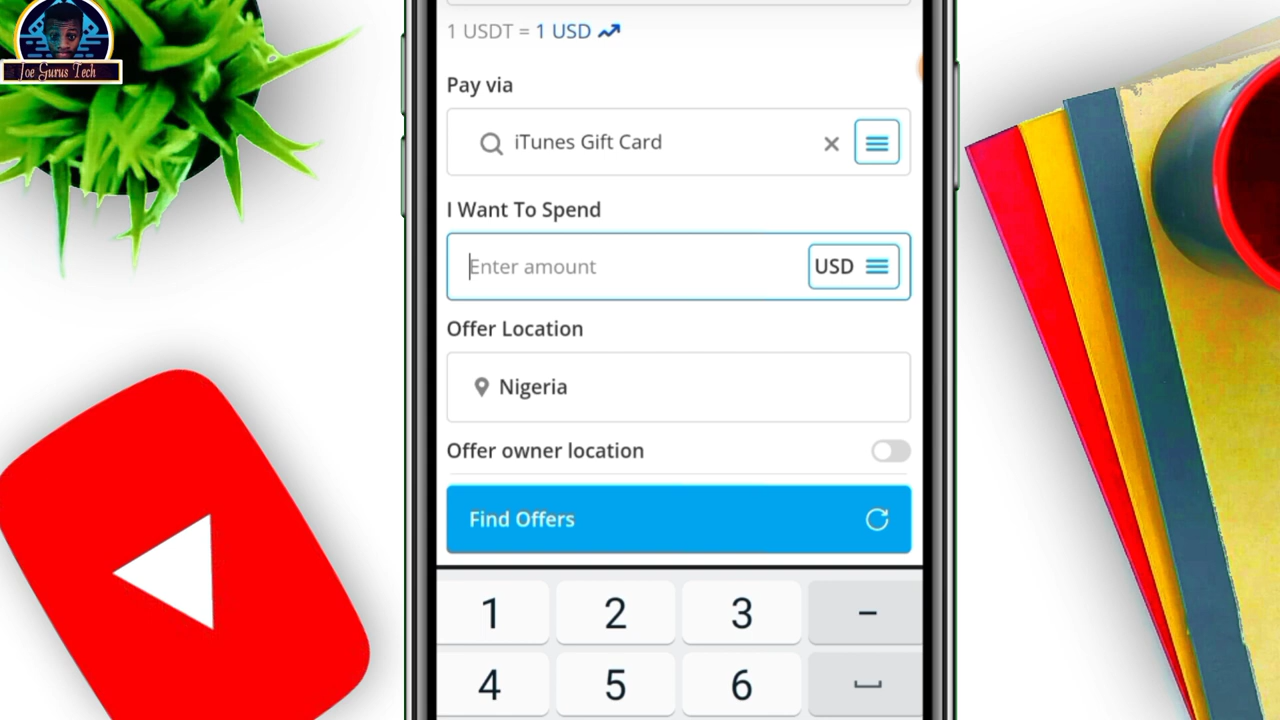 Joe Gurus Tech
1 USDT = 1 USD
Pay via
iTunes Gift Card
I Want To Spend
Enter amount
USD
Offer Location
Nigeria
Offer owner location
Find Offers
1 2 3 –
4 5 6